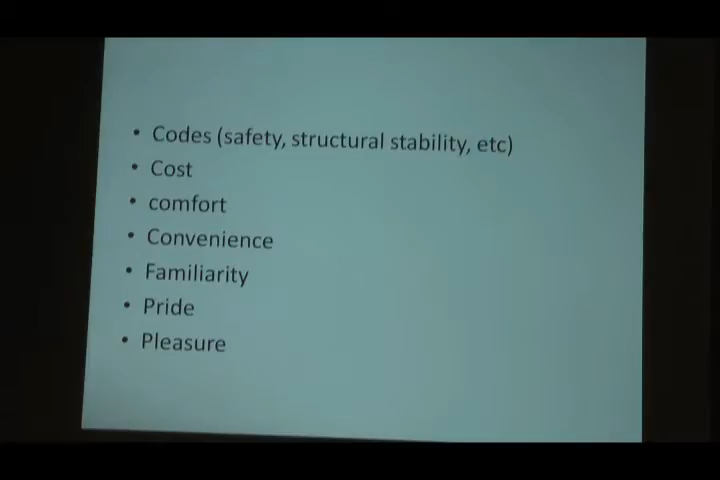 • Codes (safety, structural stability, etc)
• Cost
• comfort
• Convenience
• Familiarity
• Pride
• Pleasure